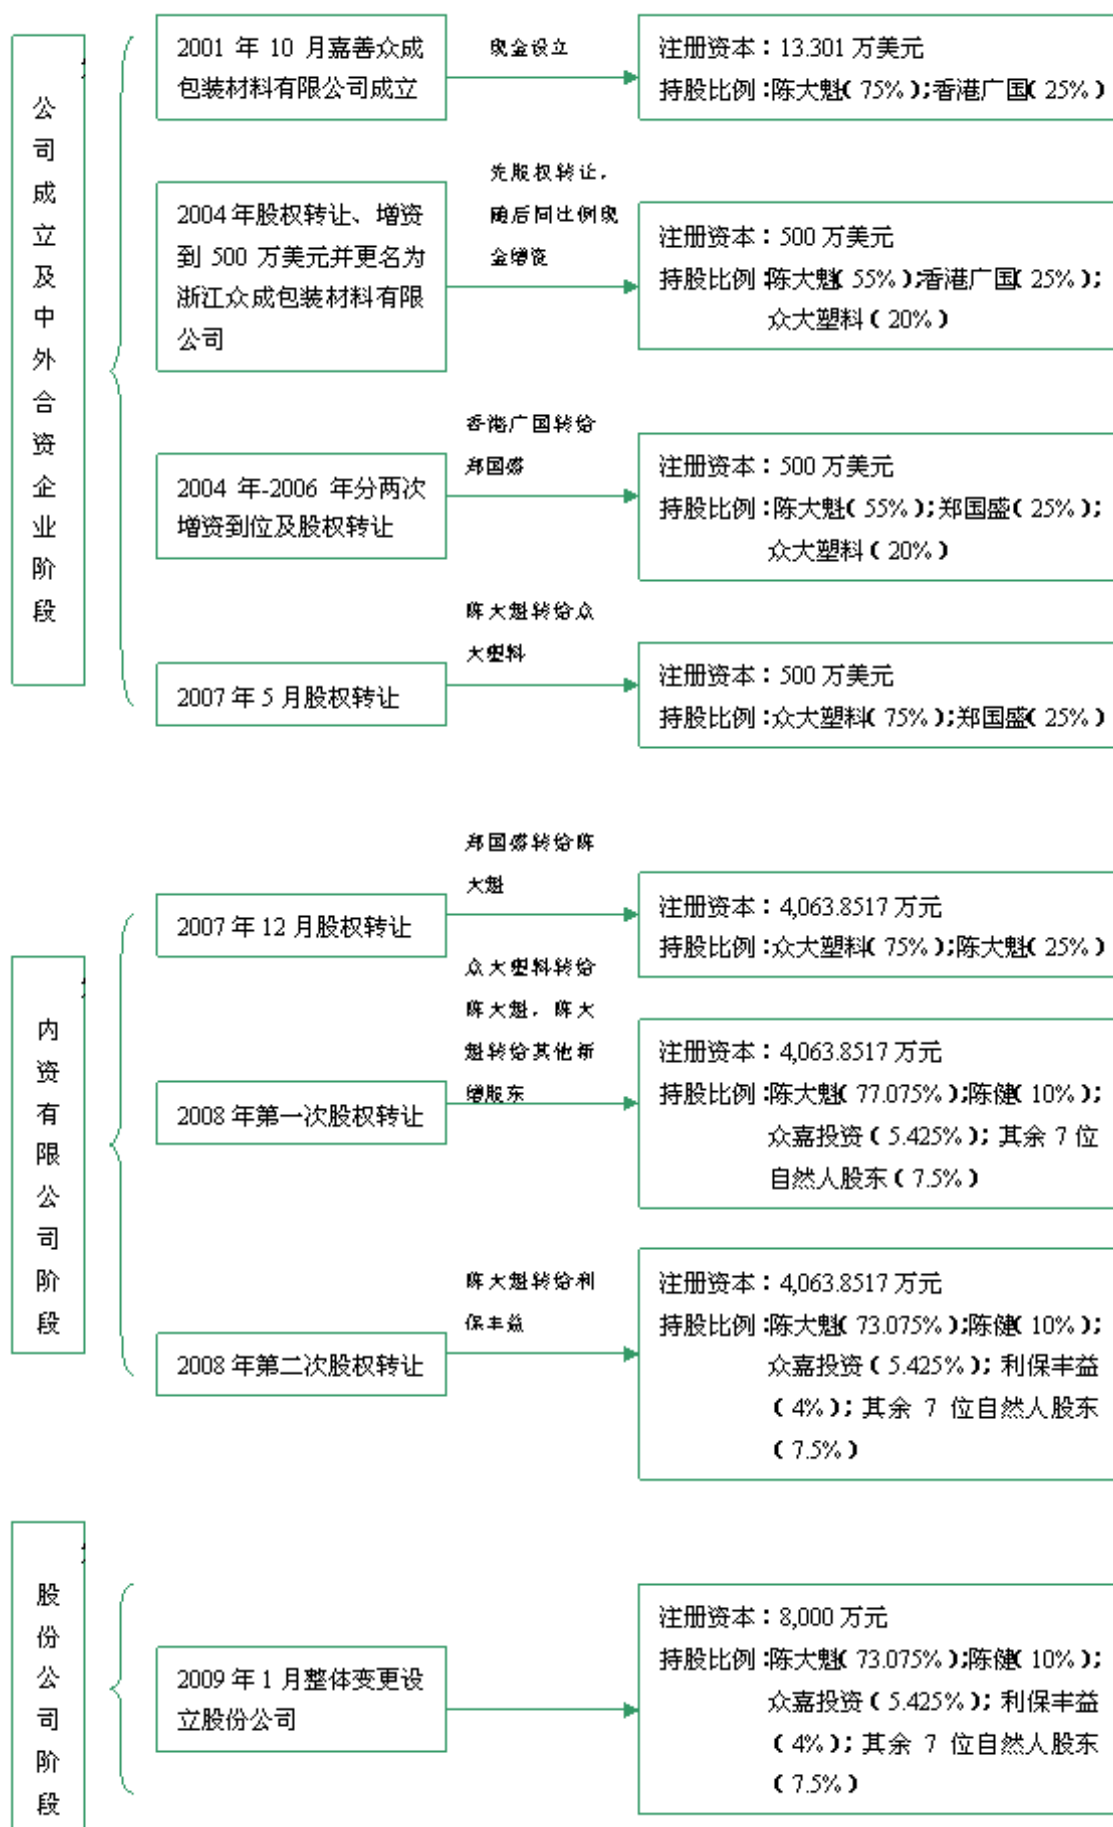 公司成立及中外合资企业阶段
2001 年 10 月嘉善众成
包装材料有限公司成立
现金设立
注册资本：13.301 万美元
持股比例：陈大魁（75%）；香港广国（25%）
2004 年股权转让、增资
到 500 万美元并更名为
浙江众成包装材料有限
公司
先股权转让，
随后同比例现
金增资
注册资本：500 万美元
持股比例：陈大魁（55%）；香港广国（25%）；
众大塑料（20%）
2004 年-2006 年分两次
增资到位及股权转让
香港广国转给
郑国盛
注册资本：500 万美元
持股比例：陈大魁（55%）；郑国盛（25%）；
众大塑料（20%）
2007 年 5 月股权转让
陈大魁转给众
大塑料
注册资本：500 万美元
持股比例：众大塑料（75%）；郑国盛（25%）
内资有限公司阶段
2007 年 12 月股权转让
郑国盛转给陈
大魁
注册资本：4,063.8517 万元
持股比例：众大塑料（75%）；陈大魁（25%）
2008 年第一次股权转让
众大塑料转给
陈大魁，陈大
魁转给其他新
增股东
注册资本：4,063.8517 万元
持股比例：陈大魁（77.075%）；陈健（10%）；
众嘉投资（5.425%）；其余 7 位
自然人股东（7.5%）
2008 年第二次股权转让
陈大魁转给利
保丰益
注册资本：4,063.8517 万元
持股比例：陈大魁（73.075%）；陈健（10%）；
众嘉投资（5.425%）；利保丰益
（4%）；其余 7 位自然人股东
（7.5%）
股份公司阶段
2009 年 1 月整体变更设
立股份公司
注册资本：8,000 万元
持股比例：陈大魁（73.075%）；陈健（10%）；
众嘉投资（5.425%）；利保丰益
（4%）；其余 7 位自然人股东
（7.5%）